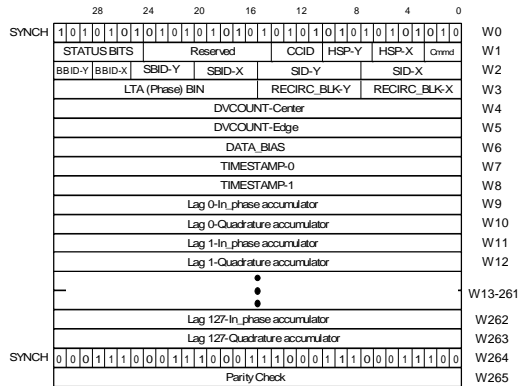 28 24 20 16 12 8 4 0
SYNCH 1 0 1 0 1 0 1 0 1 0 1 0 1 0 1 0 1 0 1 0 1 0 1 0 1 0 1 0 1 0 1 0 W0
STATUS BITS Reserved CCID HSP-Y HSP-X Cmmd W1
BBID-Y BBID-X SBID-Y SBID-X SID-Y SID-X W2
LTA (Phase) BIN RECIRC_BLK-Y RECIRC_BLK-X W3
DVCOUNT-Center W4
DVCOUNT-Edge W5
DATA_BIAS W6
TIMESTAMP-0 W7
TIMESTAMP-1 W8
Lag 0-In_phase accumulator W9
Lag 0-Quadrature accumulator W10
Lag 1-In_phase accumulator W11
Lag 1-Quadrature accumulator W12
W13-261
Lag 127-In_phase accumulator W262
Lag 127-Quadrature accumulator W263
SYNCH 0 0 0 1 1 1 0 0 0 1 1 1 0 0 0 1 1 1 0 0 0 1 1 1 0 0 0 1 1 1 0 0 W264
Parity Check W265